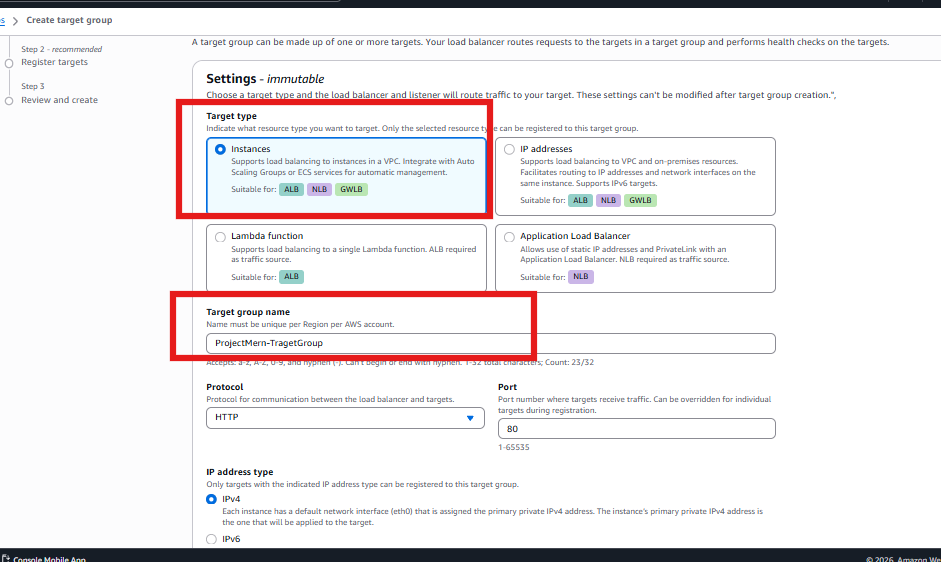 Create target group
Step 2 - recommended
Register targets
Step 3
Review and create
A target group can be made up of one or more targets. Your load balancer routes requests to the targets in a target group and performs health checks on the targets.
Settings - immutable
Choose a target type and the load balancer and listener will route traffic to your target. These settings can't be modified after target group creation.",
Target type
Indicate what resource type you want to target. Only the selected resource type can be registered to this target group.
Instances
Supports load balancing to instances in a VPC. Integrate with Auto
Scaling Groups or ECS services for automatic management.
Suitable for: ALB NLB GWLB
IP addresses
Supports load balancing to VPC and on-premises resources.
Facilitates routing to IP addresses and network interfaces on the
same instance. Supports IPv6 targets.
Suitable for: ALB NLB GWLB
Lambda function
Supports load balancing to a single Lambda function. ALB required
as traffic source.
Suitable for: ALB
Application Load Balancer
Allows use of static IP addresses and PrivateLink with an
Application Load Balancer. NLB required as traffic source.
Suitable for: NLB
Target group name
Name must be unique per Region per AWS account.
ProjectMern-TragetGroup
Accepts: a-z, A-Z, 0-9, and hyphen (-). Can't begin or end with hyphen. 1-32 total characters; Count: 23/32
Protocol
Protocol for communication between the load balancer and targets.
HTTP
Port
Port number where targets receive traffic. Can be overridden for individual
targets during registration.
80
1-65535
IP address type
Only targets with the indicated IP address type can be registered to this target group.
IPv4
Each instance has a default network interface (eth0) that is assigned the primary private IPv4 address. The instance's primary private IPv4 address is
the one that will be applied to the target.
IPv6
Console Mobile App
© 2026, Amazon We